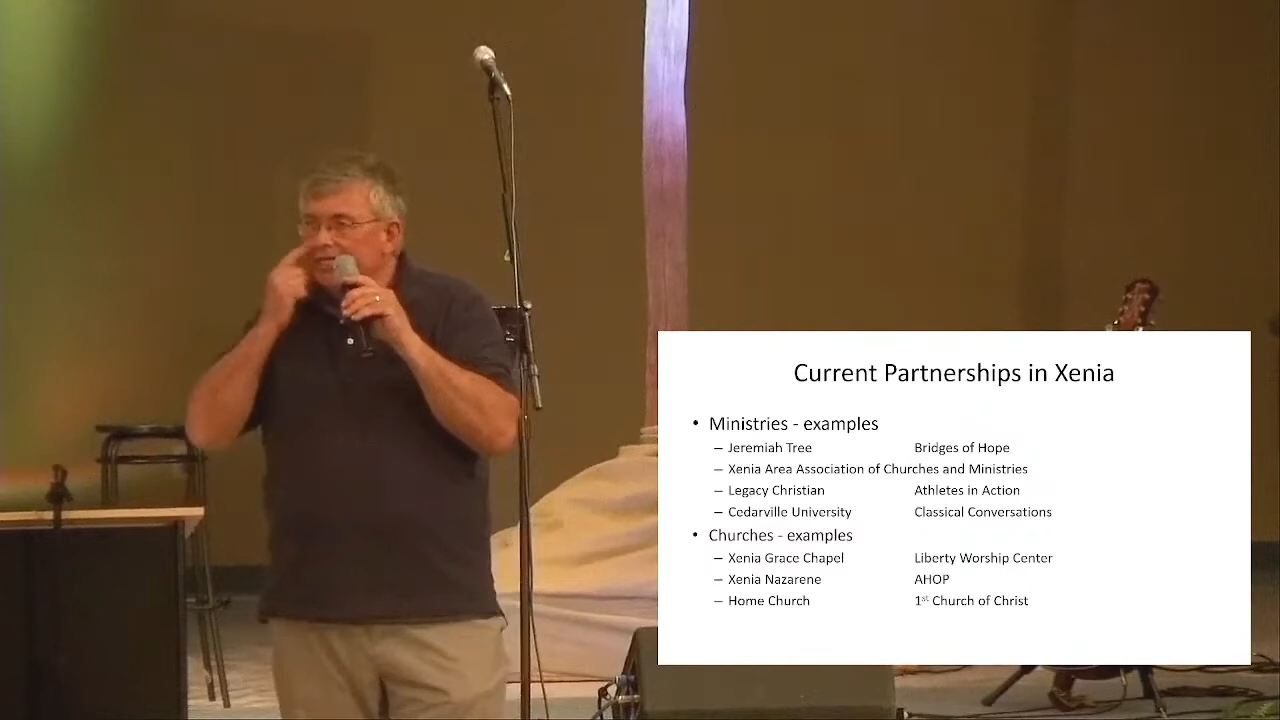 Current Partnerships in Xenia
• Ministries - examples
– Jeremiah Tree Bridges of Hope
– Xenia Area Association of Churches and Ministries
– Legacy Christian Athletes in Action
– Cedarville University Classical Conversations
• Churches - examples
– Xenia Grace Chapel Liberty Worship Center
– Xenia Nazarene AHOP
– Home Church 1st Church of Christ